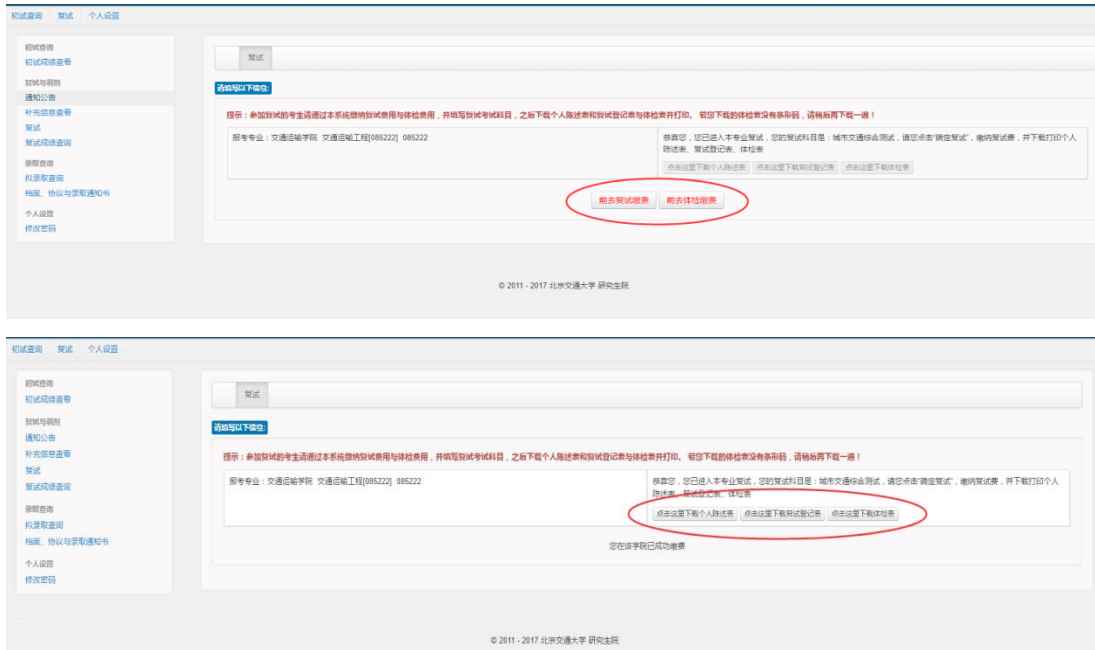 初试查询 复试 个人设置
初试查询
初试成绩查看
复试与调剂
通知公告
补充信息查看
复试
复试成绩查询
录取查询
拟录取查询
档案、协议与录取通知书
个人设置
修改密码
复试
请填写以下信息:
提示：参加复试的考生请通过本系统缴纳复试费用与体检费用，并填写复试考试科目，之后下载个人陈述表和复试登记表与体检表并打印。 若您下载的体检表没有条形码，请稍后再下载一遍！
报考专业：交通运输学院 交通运输工程[085222] 085222
恭喜您，您已进入本专业复试，您的复试科目是：城市交通综合测试，请您点击“确定复试”，缴纳复试费，并下载打印个人
陈述表、复试登记表、体检表
点击这里下载个人陈述表 点击这里下载复试登记表 点击这里下载体检表
前去复试缴费 前去体检缴费
© 2011 - 2017 北京交通大学 研究生院
初试查询 复试 个人设置
初试查询
初试成绩查看
复试与调剂
通知公告
补充信息查看
复试
复试成绩查询
录取查询
拟录取查询
档案、协议与录取通知书
个人设置
修改密码
复试
请填写以下信息:
提示：参加复试的考生请通过本系统缴纳复试费用与体检费用，并填写复试考试科目，之后下载个人陈述表和复试登记表与体检表并打印。 若您下载的体检表没有条形码，请稍后再下载一遍！
报考专业：交通运输学院 交通运输工程[085222] 085222
恭喜您，您已进入本专业复试，您的复试科目是：城市交通综合测试，请您点击“确定复试”，缴纳复试费，并下载打印个人
陈述表、复试登记表、体检表
点击这里下载个人陈述表 点击这里下载复试登记表 点击这里下载体检表
您在该学院已成功缴费
© 2011 - 2017 北京交通大学 研究生院